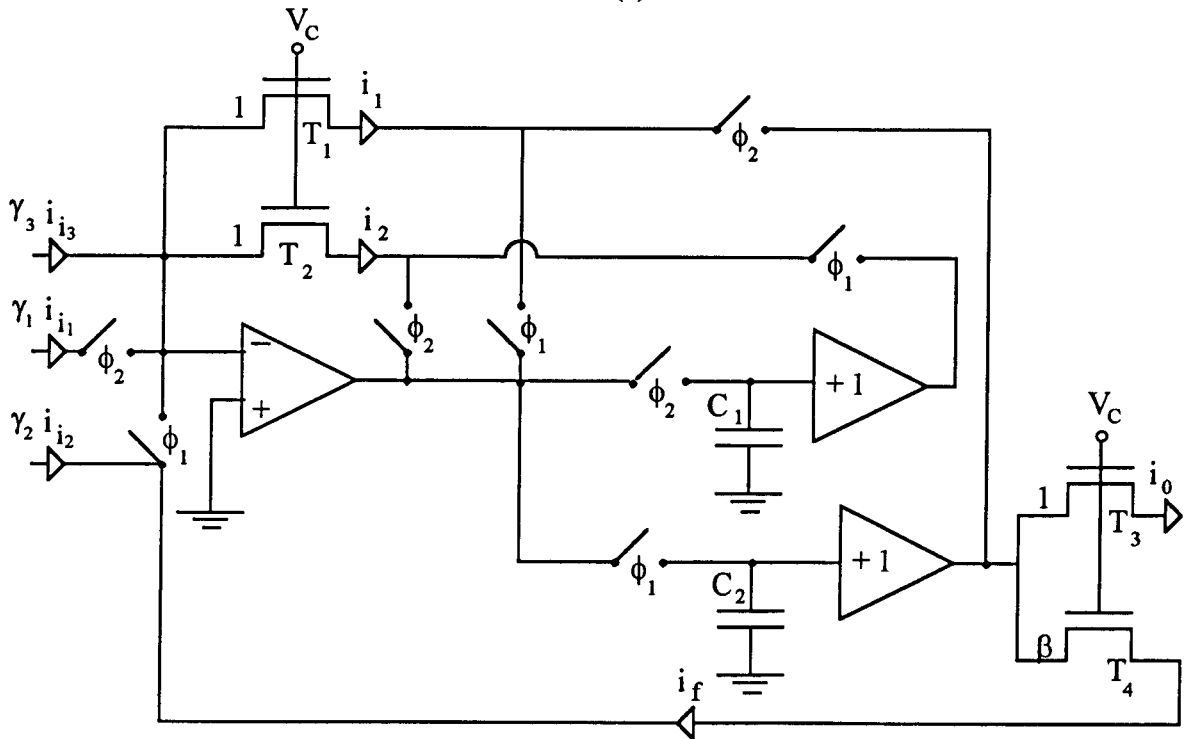 V_C
1
i_1
T_1
ϕ_2
γ_3 i_i3
1
i_2
T_2
ϕ_1
γ_1 i_i1
ϕ_2
−
+
ϕ_2
ϕ_1
ϕ_2
C_1
+ 1
γ_2 i_i2
ϕ_1
V_C
1
i_0
T_3
ϕ_1
C_2
+ 1
β
T_4
i_f